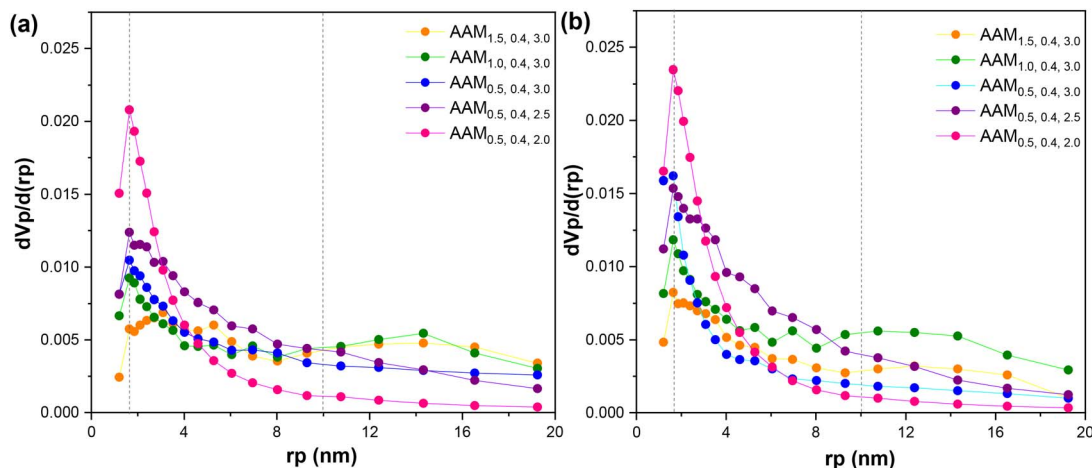 (a)
AAM1.5, 0.4, 3.0
AAM1.0, 0.4, 3.0
AAM0.5, 0.4, 3.0
AAM0.5, 0.4, 2.5
AAM0.5, 0.4, 2.0
0.025
0.020
0.015
0.010
0.005
0.000
dVp/d(rp)
0 4 8 12 16 20
rp (nm)
(b)
AAM1.5, 0.4, 3.0
AAM1.0, 0.4, 3.0
AAM0.5, 0.4, 3.0
AAM0.5, 0.4, 2.5
AAM0.5, 0.4, 2.0
0.025
0.020
0.015
0.010
0.005
0.000
dVp/d(rp)
0 4 8 12 16 20
rp (nm)